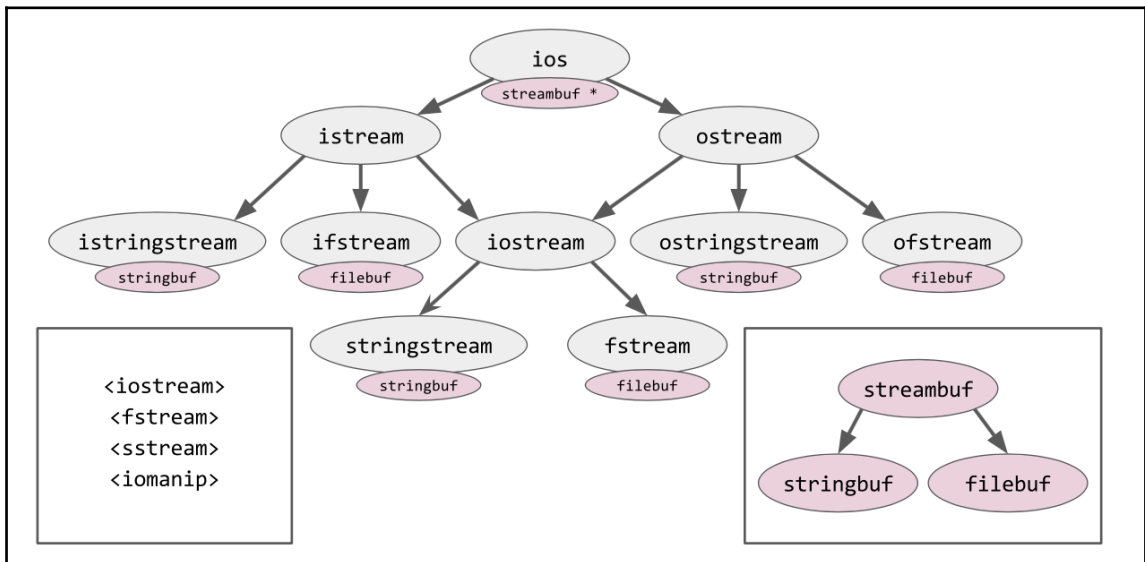 ios
streambuf *
istream
ostream
istringstream
stringbuf
ifstream
filebuf
iostream
ostringstream
stringbuf
ofstream
filebuf
stringstream
stringbuf
fstream
filebuf
<iostream>
<fstream>
<sstream>
<iomanip>
streambuf
stringbuf
filebuf